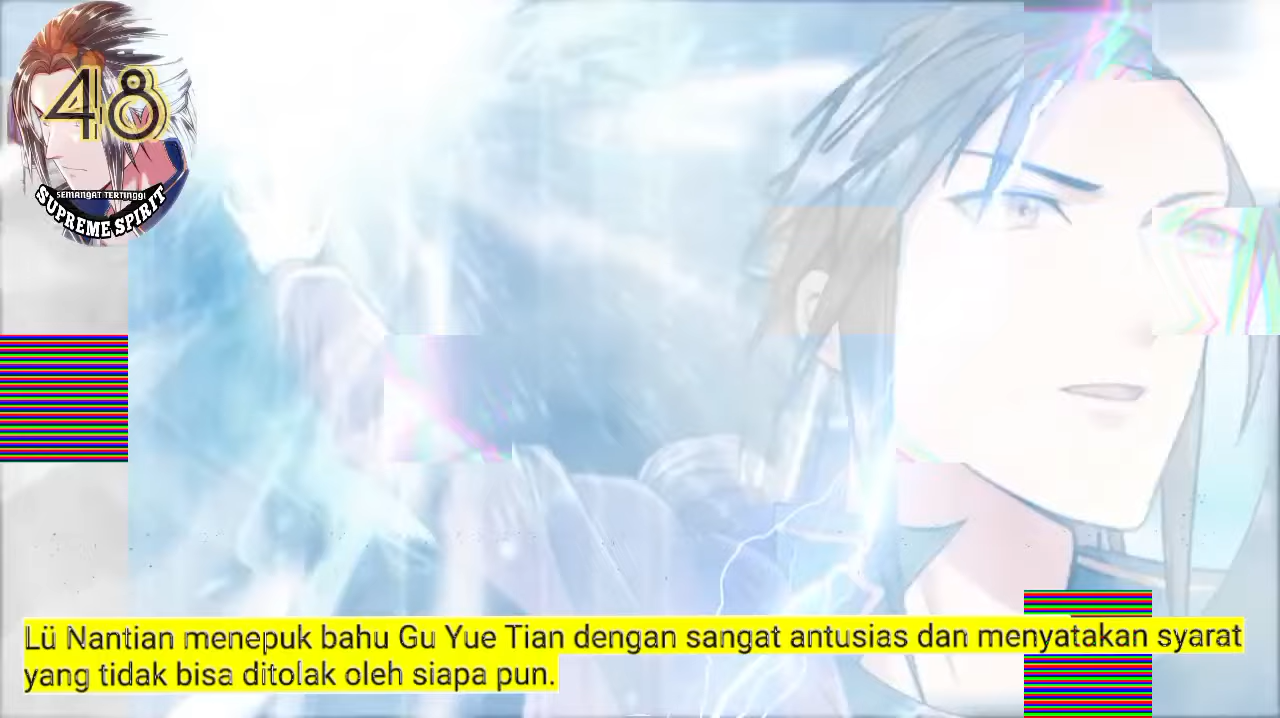 48
SEMANGAT TERTINGGI
SUPREME SPIRIT
Lü Nantian menepuk bahu Gu Yue Tian dengan sangat antusias dan menyatakan syarat
yang tidak bisa ditolak oleh siapa pun.